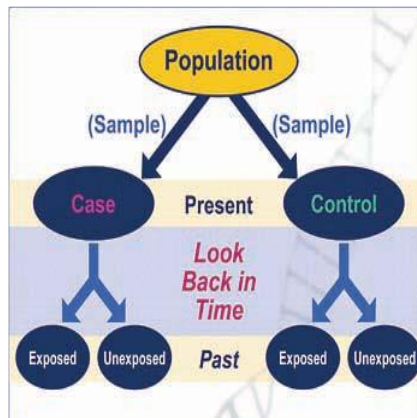 Population
(Sample) (Sample)
Case Present Control
Look
Back in
Time
Exposed Unexposed Past Exposed Unexposed